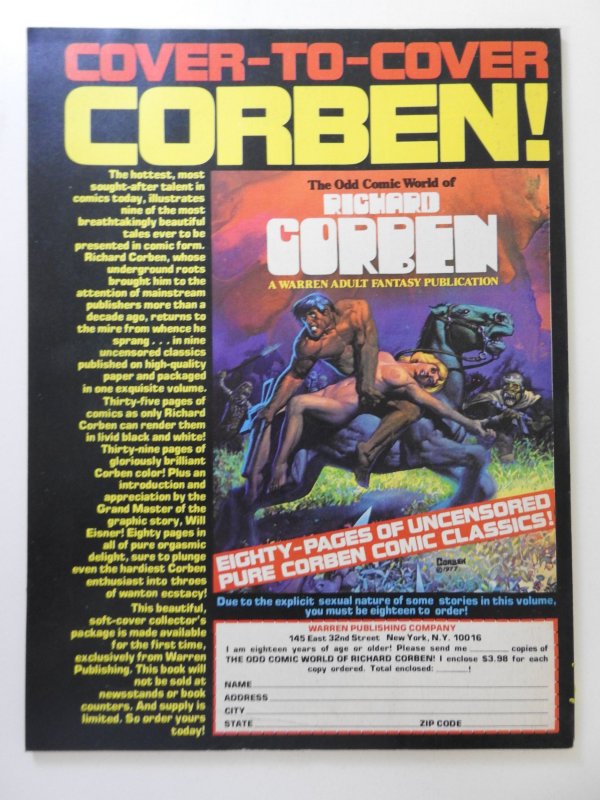 COVER-TO-COVER
CORBEN!
The hottest, most
sought-after talent in
comics today, illustrates
nine of the most
breathtakingly beautiful
tales ever to be
presented in comic form.
Richard Corben, whose
underground roots
brought him to the
attention of mainstream
publishers more than a
decade ago, returns to
the mire from whence he
sprang . . . in nine
uncensored classics
published on high-quality
paper and packaged
in one exquisite volume.
Thirty-five pages of
comics as only Richard
Corben can render them
in livid black and white!
Thirty-nine pages of
gloriously brilliant
Corben color! Plus an
introduction and
appreciation by the
Grand Master of the
graphic story, Will
Eisner! Eighty pages in
all of pure orgasmic
delight, sure to plunge
even the hardiest Corben
enthusiast into throes
of wanton ecstacy!
This beautiful,
soft-cover collector's
package is made available
for the first time,
exclusively from Warren
Publishing. This book will
not be sold at
newsstands or book
counters. And supply is
limited. So order yours
today!
The Odd Comic World of
RICHARD
CORBEN
A WARREN ADULT FANTASY PUBLICATION
EIGHTY-PAGES OF UNCENSORED
PURE CORBEN COMIC CLASSICS!
CORBEN
©1977
Due to the explicit sexual nature of some stories in this volume,
you must be eighteen to order!
WARREN PUBLISHING COMPANY
145 East 32nd Street New York, N.Y. 10016
I am eighteen years of age or older! Please send me ______ copies of
THE ODD COMIC WORLD OF RICHARD CORBEN! I enclose $3.98 for each
copy ordered. Total enclosed: ______!
NAME
ADDRESS
CITY
STATE ZIP CODE